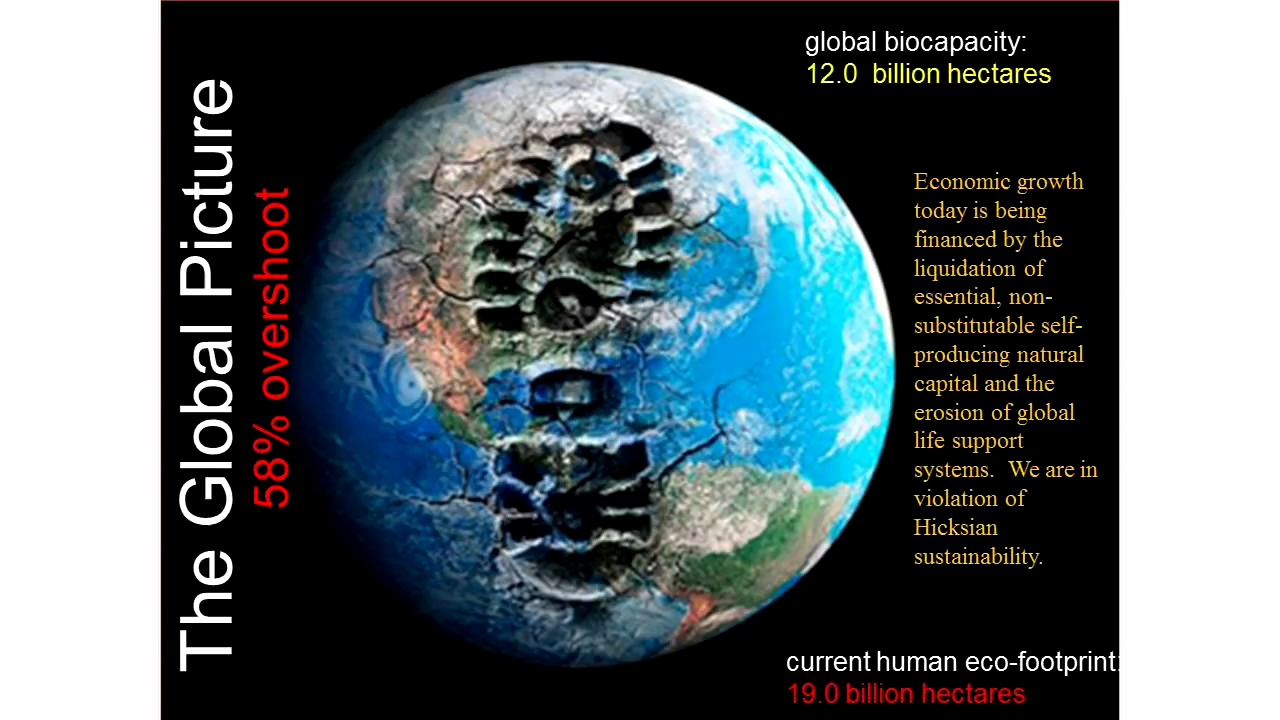 The Global Picture
58% overshoot
global biocapacity:
12.0 billion hectares
Economic growth
today is being
financed by the
liquidation of
essential, non-
substitutable self-
producing natural
capital and the
erosion of global
life support
systems. We are in
violation of
Hicksian
sustainability.
current human eco-footprint:
19.0 billion hectares